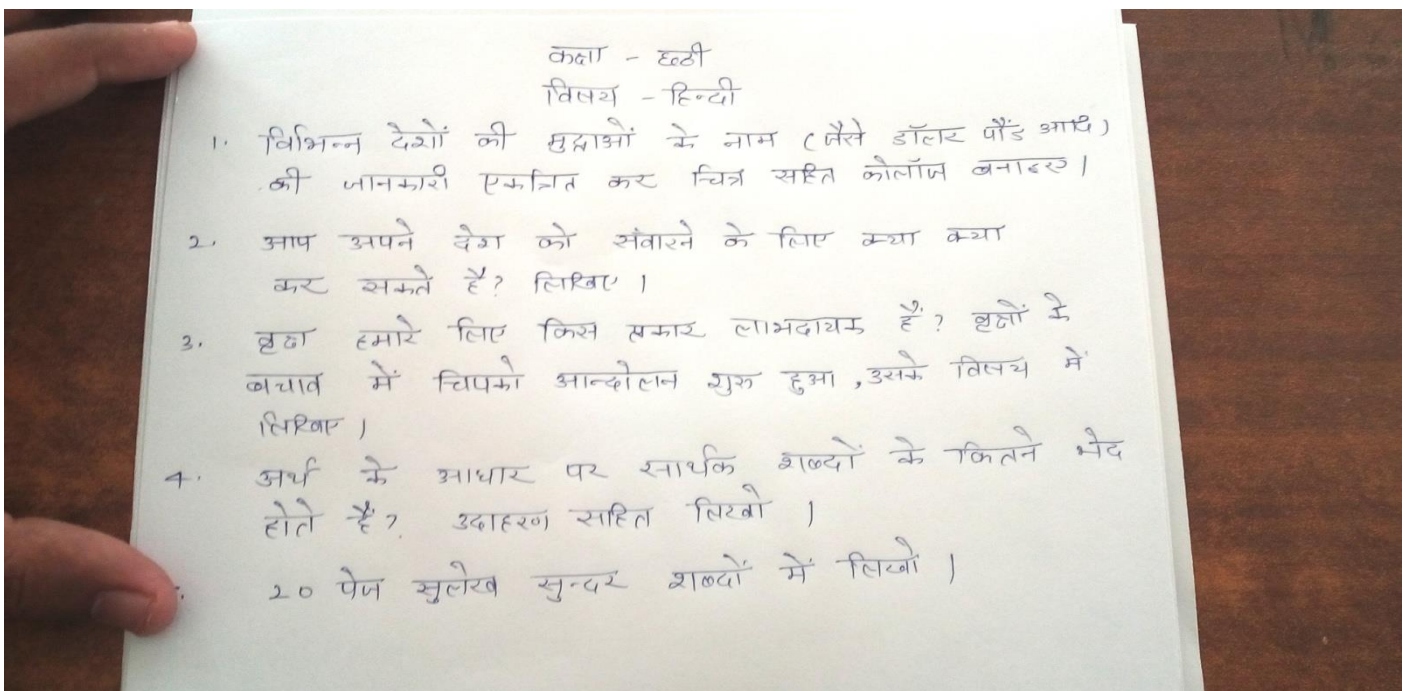 कक्षा - छठी
विषय - हिन्दी
1. विभिन्न देशों की मुद्राओं के नाम (जैसे डॉलर पौंड आदि)
की जानकारी एकत्रित कर चित्र सहित कोलॉज बनाइए।
2. आप अपने देश को संवारने के लिए क्या क्या
कर सकते है? लिखिए।
3. वृक्ष हमारे लिए किस प्रकार लाभदायक हैं? वृक्षों के
बचाव में चिपको आन्दोलन शुरु हुआ, उसके विषय में
लिखिए।
4. अर्थ के आधार पर सार्थक शब्दों के कितने भेद
होते हैं? उदाहरण सहित लिखो।
20 पेज सुलेख सुन्दर शब्दों में लिखो।